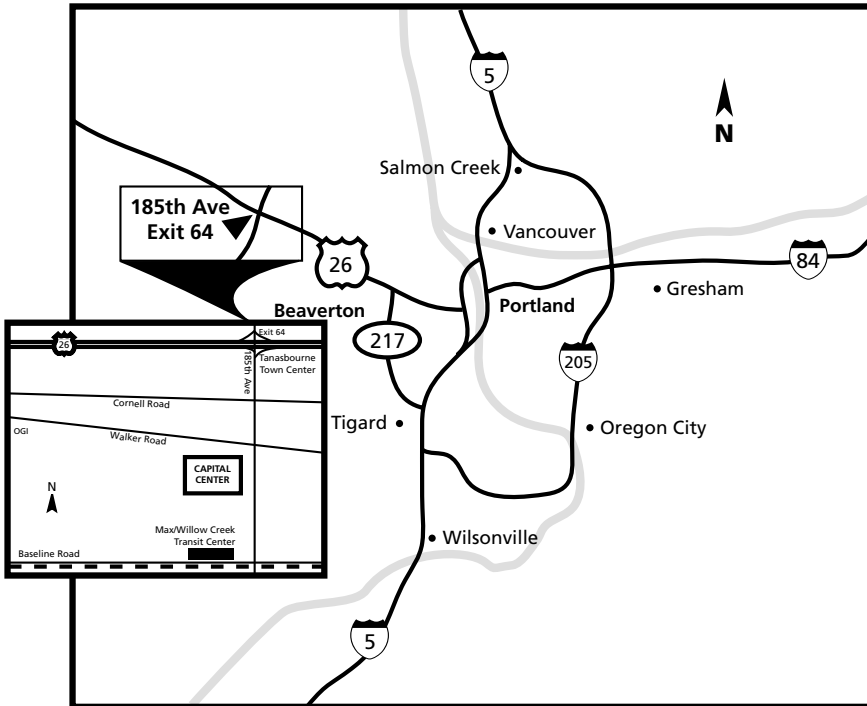 5
N
Salmon Creek
185th Ave
Exit 64
Vancouver
26
84
Gresham
Beaverton
Portland
217
205
Exit 64
26
185th Ave
Tanasbourne
Town Center
Cornell Road
Walker Road
OGI
Tigard
Oregon City
CAPITAL
CENTER
N
Max/Willow Creek
Transit Center
Baseline Road
Wilsonville
5